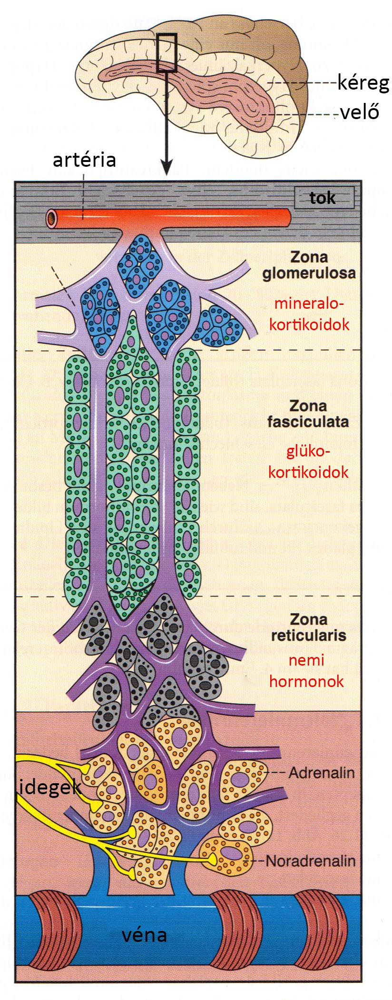 kéreg
velő
artéria
tok
Zona
glomerulosa
mineralo-
kortikoidok
Zona
fasciculata
glüko-
kortikoidok
Zona
reticularis
nemi
hormonok
Adrenalin
idegek
Noradrenalin
véna